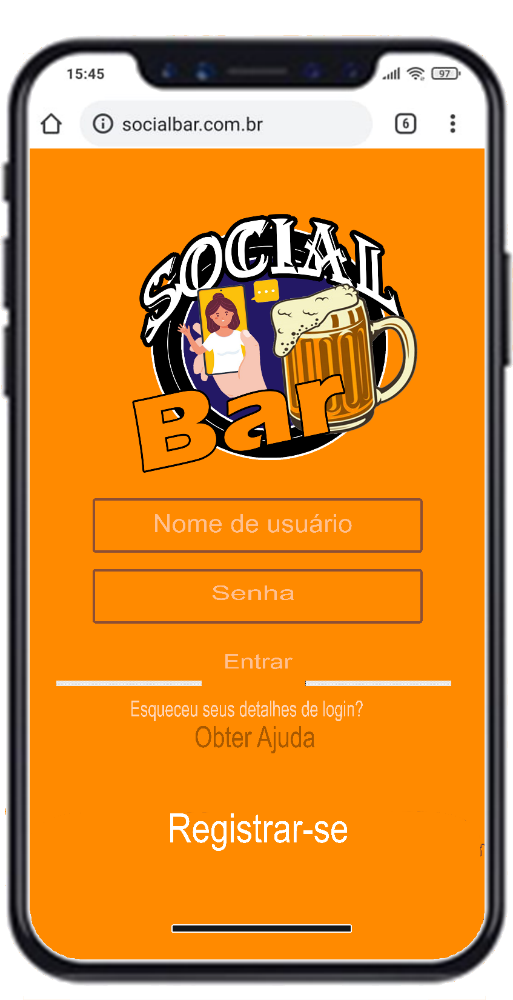 15:45
97
socialbar.com.br
6
SOCIAL
Bar
Nome de usuário
Senha
Entrar
Esqueceu seus detalhes de login?
Obter Ajuda
Registrar-se